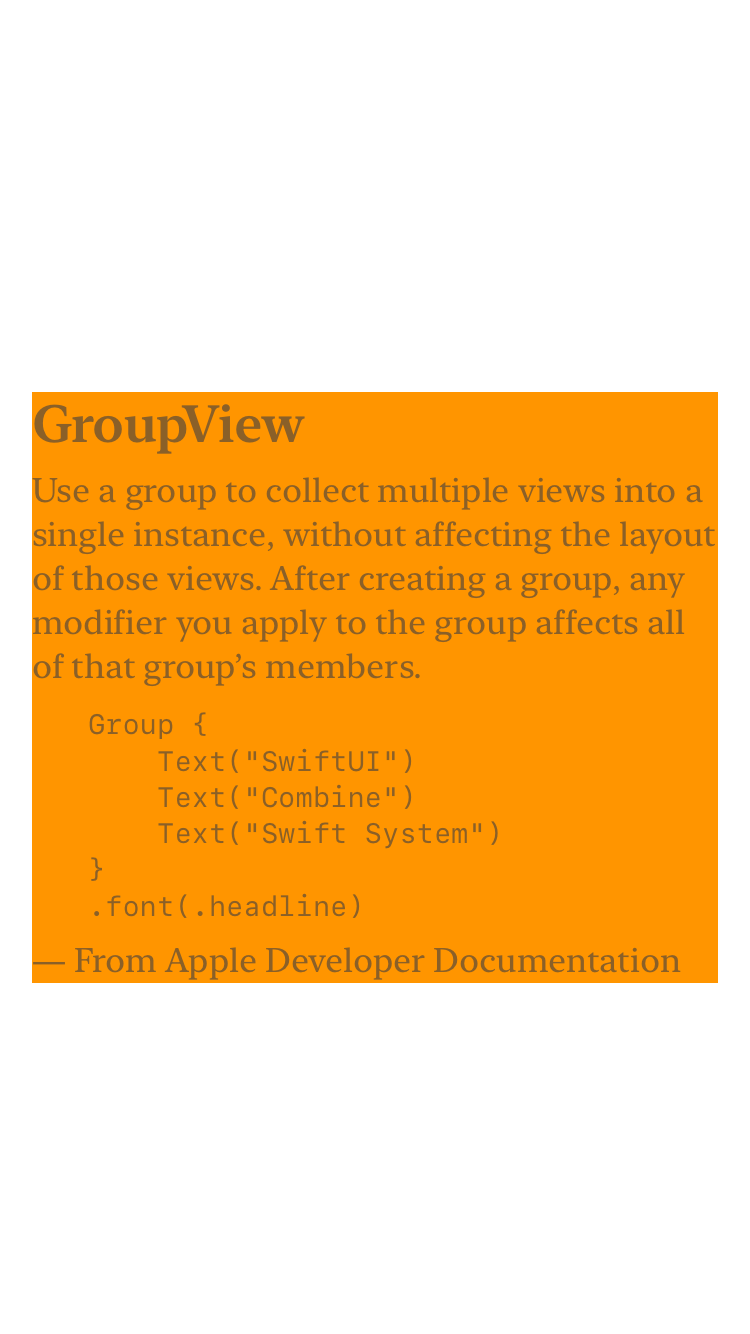 GroupView
Use a group to collect multiple views into a
single instance, without affecting the layout
of those views. After creating a group, any
modifier you apply to the group affects all
of that group’s members.
Group {
    Text("SwiftUI")
    Text("Combine")
    Text("Swift System")
}
.font(.headline)
— From Apple Developer Documentation